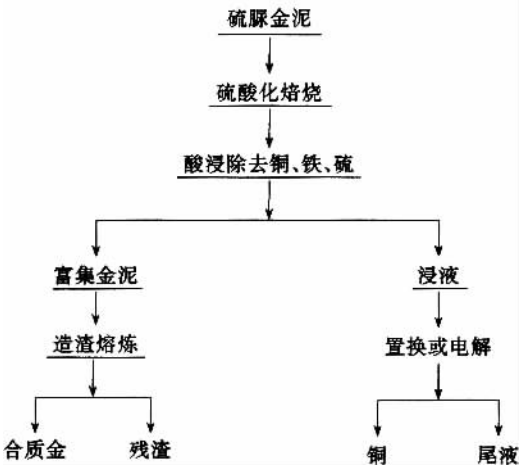 硫脲金泥
硫酸化焙烧
酸浸除去铜、铁、硫
富集金泥
浸液
造渣熔炼
置换或电解
合质金
残渣
铜
尾液